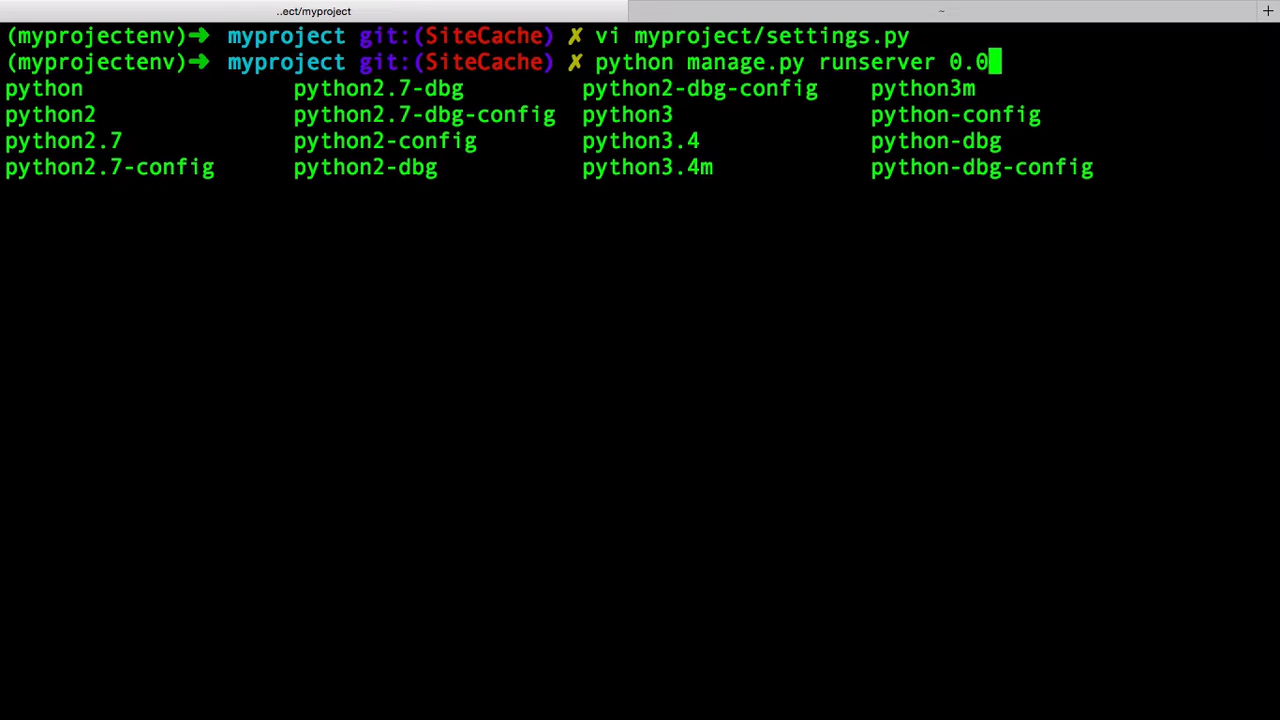 ..ect/myproject ~ +
(myprojectenv)➜ myproject git:(SiteCache) ✗ vi myproject/settings.py
(myprojectenv)➜ myproject git:(SiteCache) ✗ python manage.py runserver 0.0
python python2.7-dbg python2-dbg-config python3m
python2 python2.7-dbg-config python3 python-config
python2.7 python2-config python3.4 python-dbg
python2.7-config python2-dbg python3.4m python-dbg-config